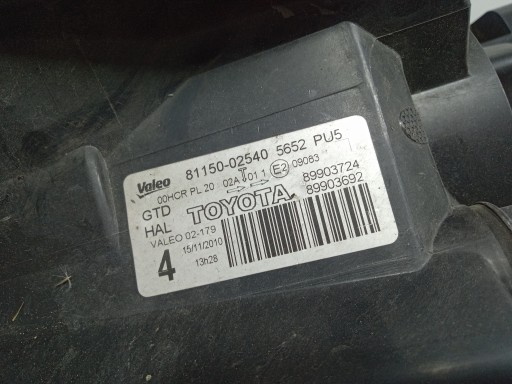 Valeo 81150-02540 5652 PU5
00HCR PL 20 02A 01 1 E2 09083
GTD TOYOTA 89903724
HAL 89903692
VALEO 02-179
4 15/11/2010
13h28